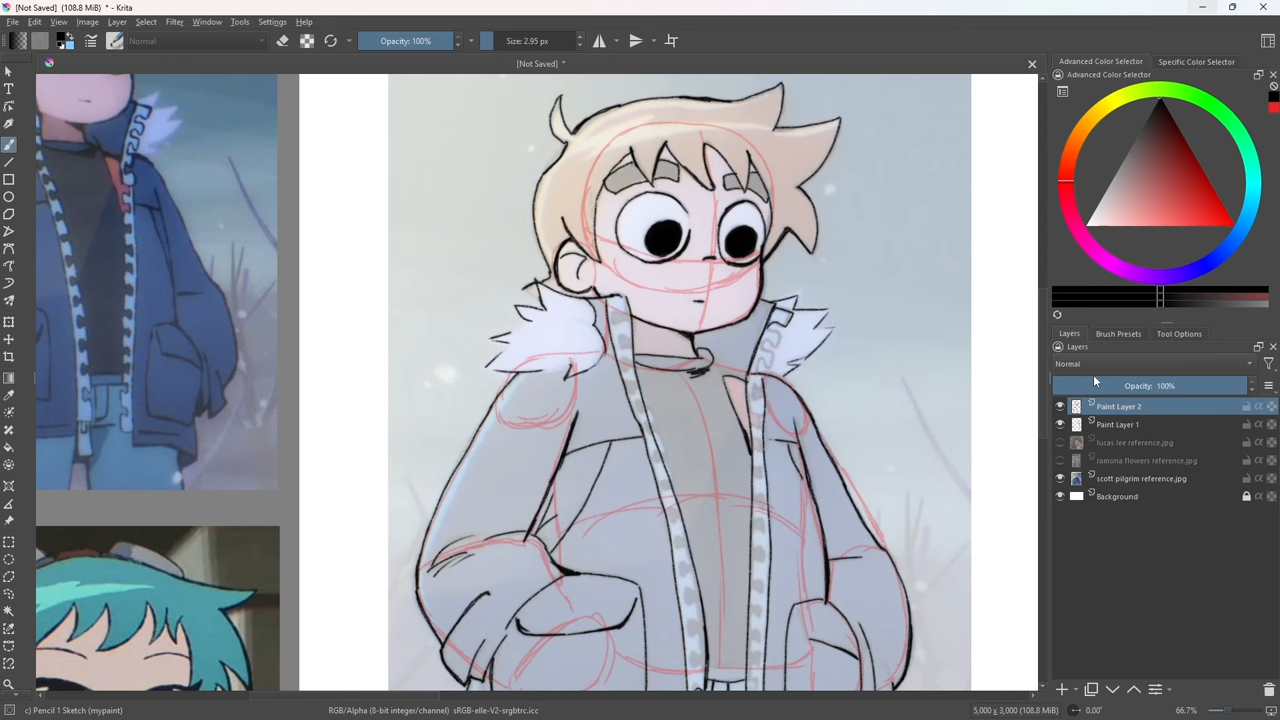 [Not Saved] (108.8 MiB) * - Krita
File Edit View Image Layer Select Filter Window Tools Settings Help
Normal Opacity: 100% Size: 2.95 px
[Not Saved] *
Advanced Color Selector Specific Color Selector
Advanced Color Selector
Layers Brush Presets Tool Options
Layers
Normal
Opacity: 100%
Paint Layer 2
Paint Layer 1
lucas lee reference.jpg
ramona flowers reference.jpg
scott pilgrim reference.jpg
Background
c) Pencil 1 Sketch (mypaint) RGB/Alpha (8-bit integer/channel) sRGB-elle-V2-srgbtrc.icc 5,000 x 3,000 (108.8 MiB) 0.00° 66.7%